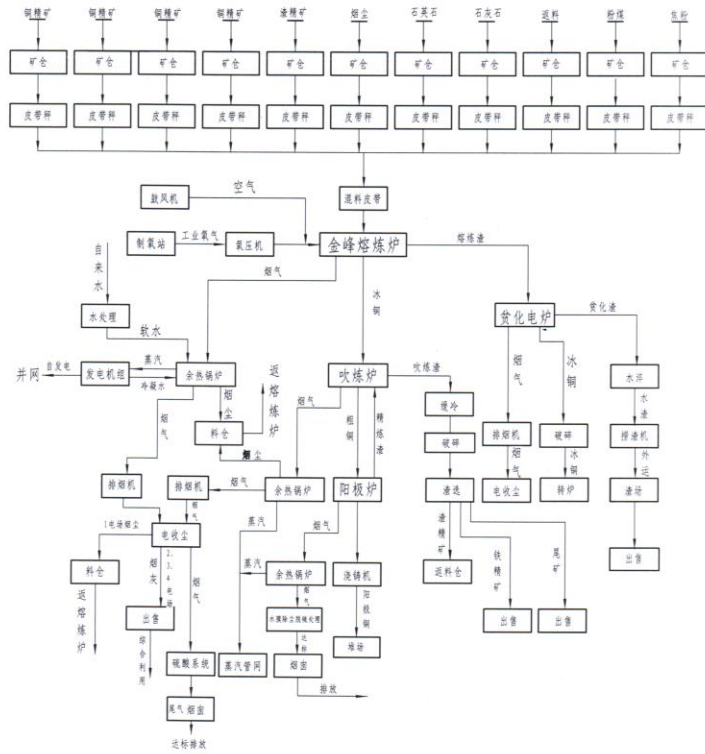 铜精矿 铜精矿 铜精矿 铜精矿 渣精矿 烟尘 石英石 石灰石 返料 粉煤 焦粉
矿仓 矿仓 矿仓 矿仓 矿仓 矿仓 矿仓 矿仓 矿仓 矿仓 矿仓
皮带秤 皮带秤 皮带秤 皮带秤 皮带秤 皮带秤 皮带秤 皮带秤 皮带秤 皮带秤 皮带秤
鼓风机 空气 混料皮带
制氧站 工业氧气 氧压机 金峰熔炼炉 熔炼渣
自来水 烟气 冰铜
水处理 贫化电炉 贫化渣
软水
并网 自发电 发电机组 蒸汽 冷凝水 余热锅炉 吹炼炉 吹炼渣 烟气 冰铜 水淬
烟气 烟尘 返熔炼炉 烟气 粗铜 精炼渣 缓冷 水渣
料仓 破碎 排烟机 破碎 捞渣机
烟尘 烟气 冰铜 外运
排烟机 排烟机 烟气 余热锅炉 阳极炉 渣选 电收尘 转炉 渣场
烟气 蒸汽 烟气 渣精矿 铁精矿 尾矿
1电场烟尘 电收尘 出售
料仓 烟灰 2,3,4电场 烟气 蒸汽 余热锅炉 浇铸机 返料仓
返熔炼炉 出售 烟气 阳极铜 出售 出售
综合利用 达标 堆场
硫酸系统 蒸汽管网 烟囱 排放
尾气烟囱
达标排放